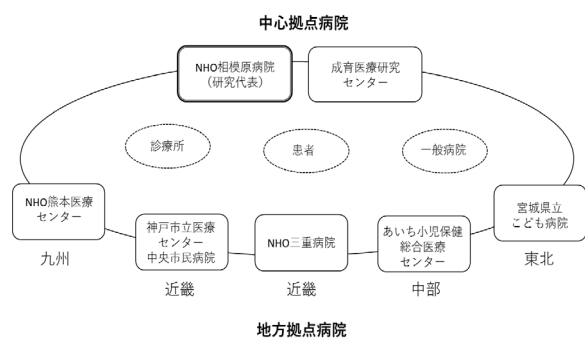 中心拠点病院
NHO相模原病院
（研究代表）
成育医療研究
センター
診療所
患者
一般病院
NHO熊本医療
センター
九州
神戸市立医療
センター
中央市民病院
近畿
NHO三重病院
近畿
あいち小児保健
総合医療
センター
中部
宮城県立
こども病院
東北
地方拠点病院